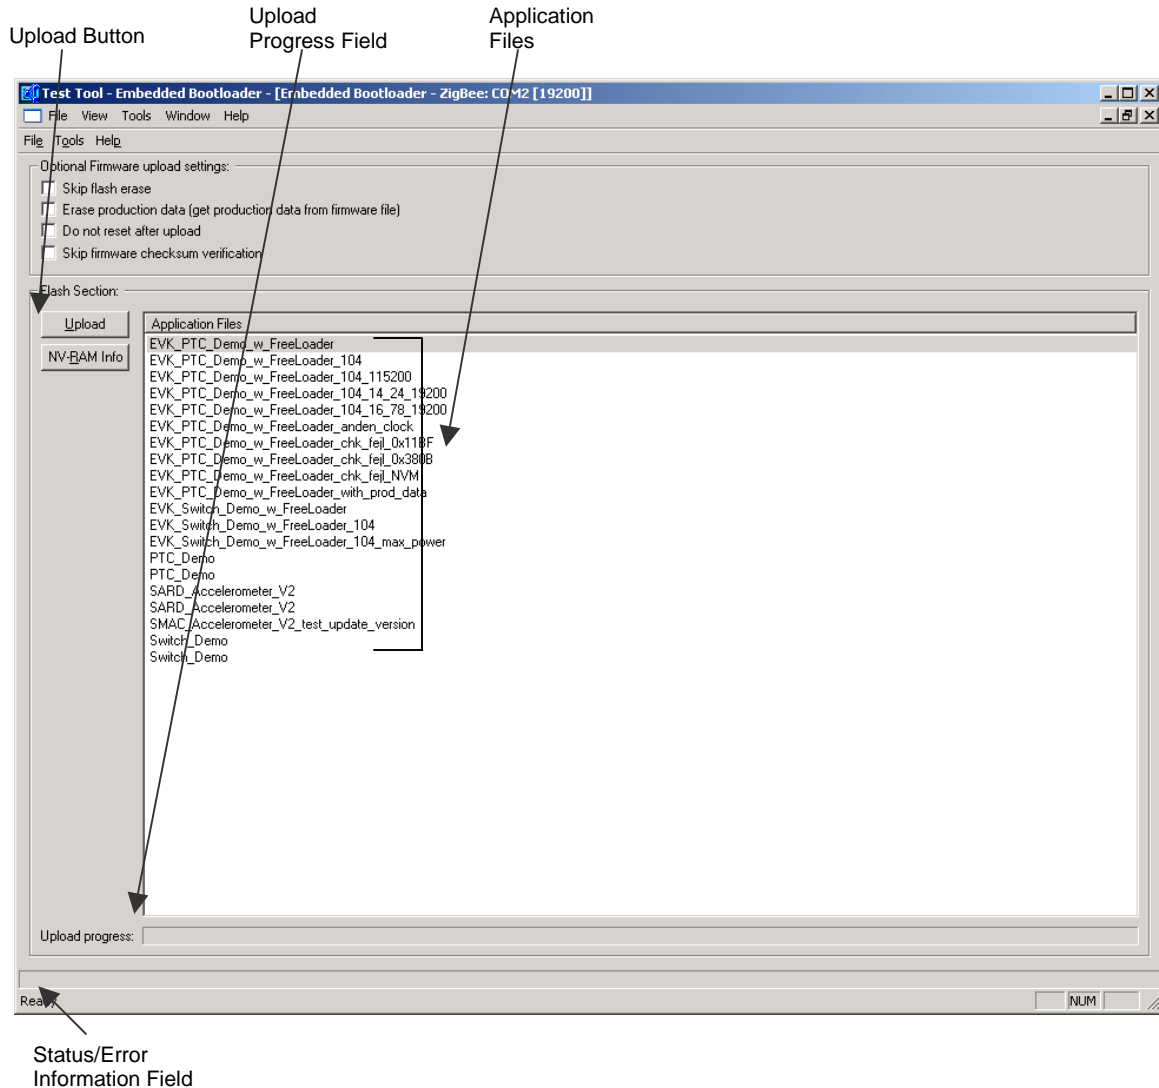 Upload Button
Upload
Progress Field
Application
Files
Test Tool - Embedded Bootloader - [Embedded Bootloader - ZigBee: COM2 [19200]]
File View Tools Window Help
File Tools Help
Optional Firmware upload settings:
Skip flash erase
Erase production data (get production data from firmware file)
Do not reset after upload
Skip firmware checksum verification
Flash Section:
Upload
Application Files
NV-RAM Info
EVK_PTC_Demo_w_FreeLoader
EVK_PTC_Demo_w_FreeLoader_104
EVK_PTC_Demo_w_FreeLoader_104_115200
EVK_PTC_Demo_w_FreeLoader_104_14_24_19200
EVK_PTC_Demo_w_FreeLoader_104_16_78_19200
EVK_PTC_Demo_w_FreeLoader_anden_clock
EVK_PTC_Demo_w_FreeLoader_chk_fejl_0x11BF
EVK_PTC_Demo_w_FreeLoader_chk_fejl_0x380B
EVK_PTC_Demo_w_FreeLoader_chk_fejl_NVM
EVK_PTC_Demo_w_FreeLoader_with_prod_data
EVK_Switch_Demo_w_FreeLoader
EVK_Switch_Demo_w_FreeLoader_104
EVK_Switch_Demo_w_FreeLoader_104_max_power
PTC_Demo
PTC_Demo
SARD_Accelerometer_V2
SARD_Accelerometer_V2
SMAC_Accelerometer_V2_test_update_version
Switch_Demo
Switch_Demo
Upload progress:
Ready
NUM
Status/Error
Information Field